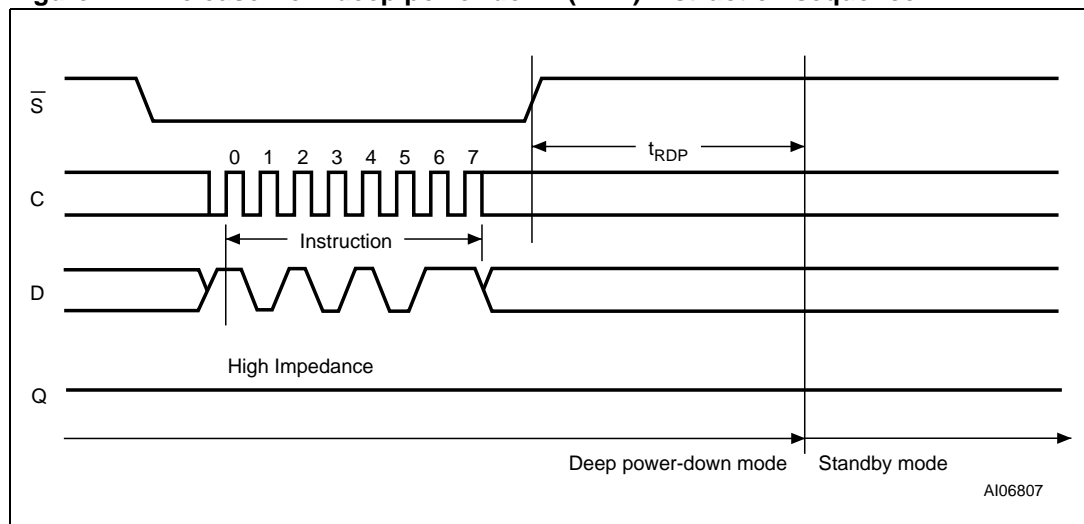 S
0 1 2 3 4 5 6 7
tRDP
C
Instruction
D
High Impedance
Q
Deep power-down mode Standby mode
AI06807